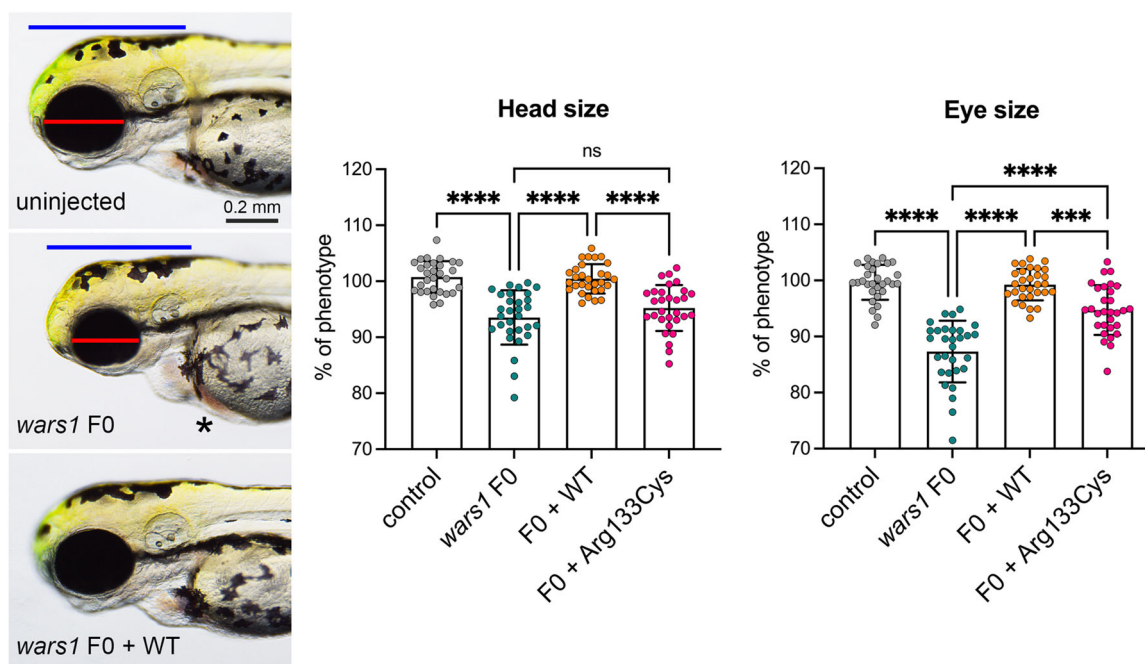 uninjected
0.2 mm
wars1 F0
*
wars1 F0 + WT
Head size
% of phenotype
120
110
100
90
80
70
ns
**** **** ****
control
wars1 F0
F0 + WT
F0 + Arg133Cys
Eye size
% of phenotype
120
110
100
90
80
70
****
**** **** ***
control
wars1 F0
F0 + WT
F0 + Arg133Cys